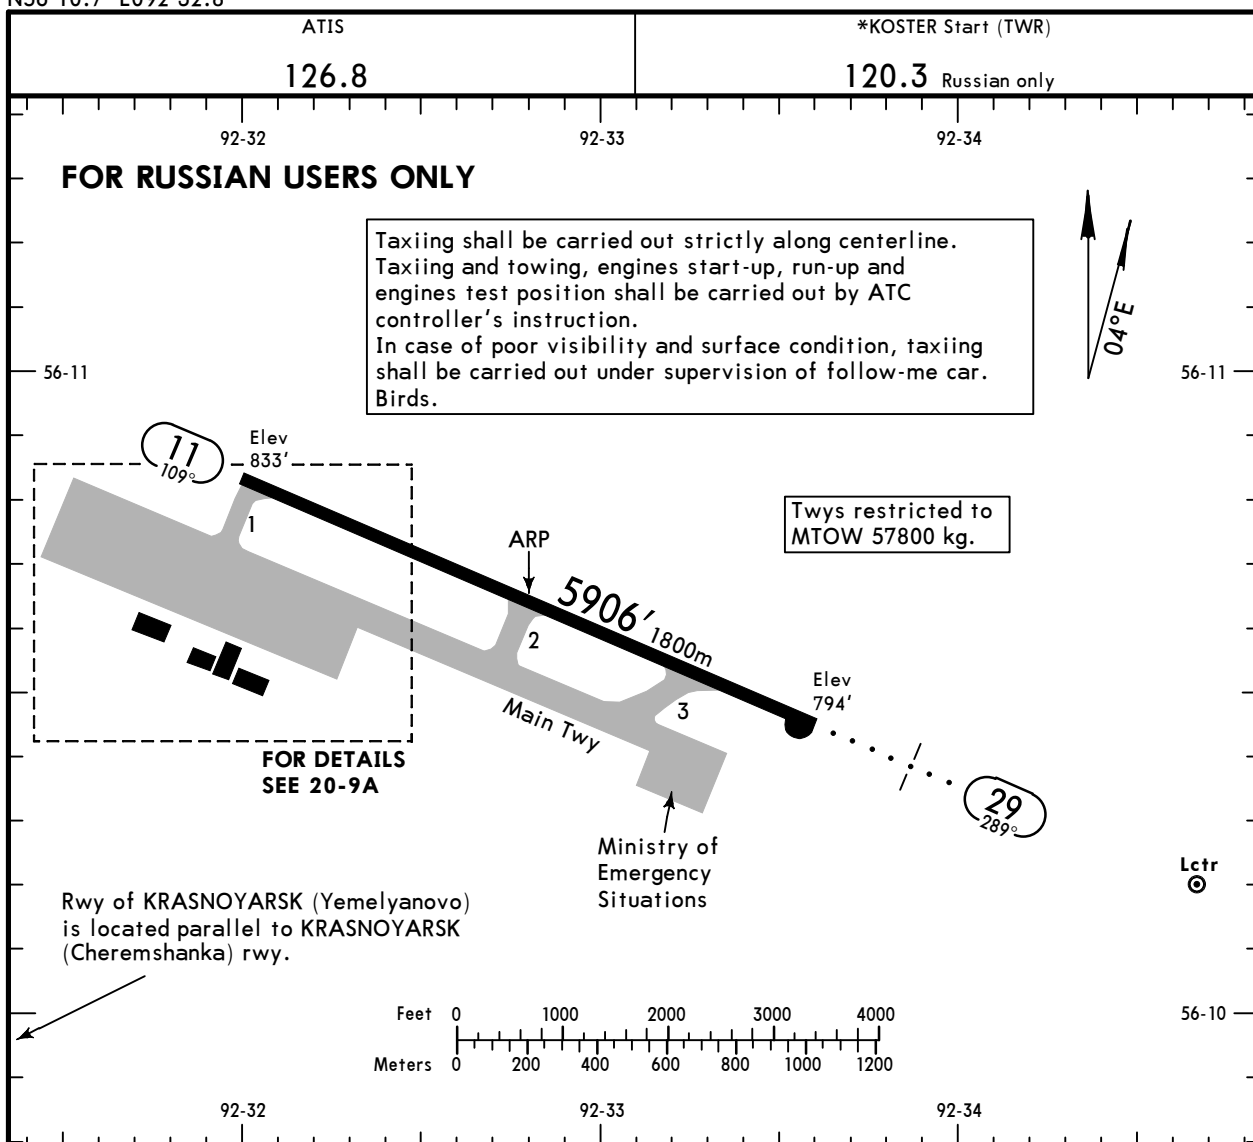 ATIS
126.8
*KOSTER Start (TWR)
120.3 Russian only
92-32
92-33
92-34
FOR RUSSIAN USERS ONLY
Taxiing shall be carried out strictly along centerline.
Taxiing and towing, engines start-up, run-up and
engines test position shall be carried out by ATC
controller's instruction.
In case of poor visibility and surface condition, taxiing
shall be carried out under supervision of follow-me car.
Birds.
04°E
56-11
56-11
11
109°
Elev
833'
1
Twys restricted to
MTOW 57800 kg.
ARP
5906' 1800m
2
3
Elev
794'
Main Twy
FOR DETAILS
SEE 20-9A
29
289°
Ministry of
Emergency
Situations
Lctr
Rwy of KRASNOYARSK (Yemelyanovo)
is located parallel to KRASNOYARSK
(Cheremshanka) rwy.
56-10
Feet 0 1000 2000 3000 4000
Meters 0 200 400 600 800 1000 1200
92-32
92-33
92-34